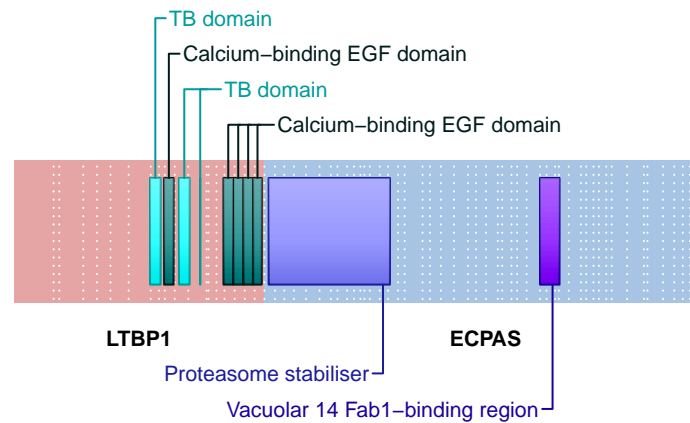 TB domain
Calcium−binding EGF domain
TB domain
Calcium−binding EGF domain
LTBP1
ECPAS
Proteasome stabiliser
Vacuolar 14 Fab1−binding region